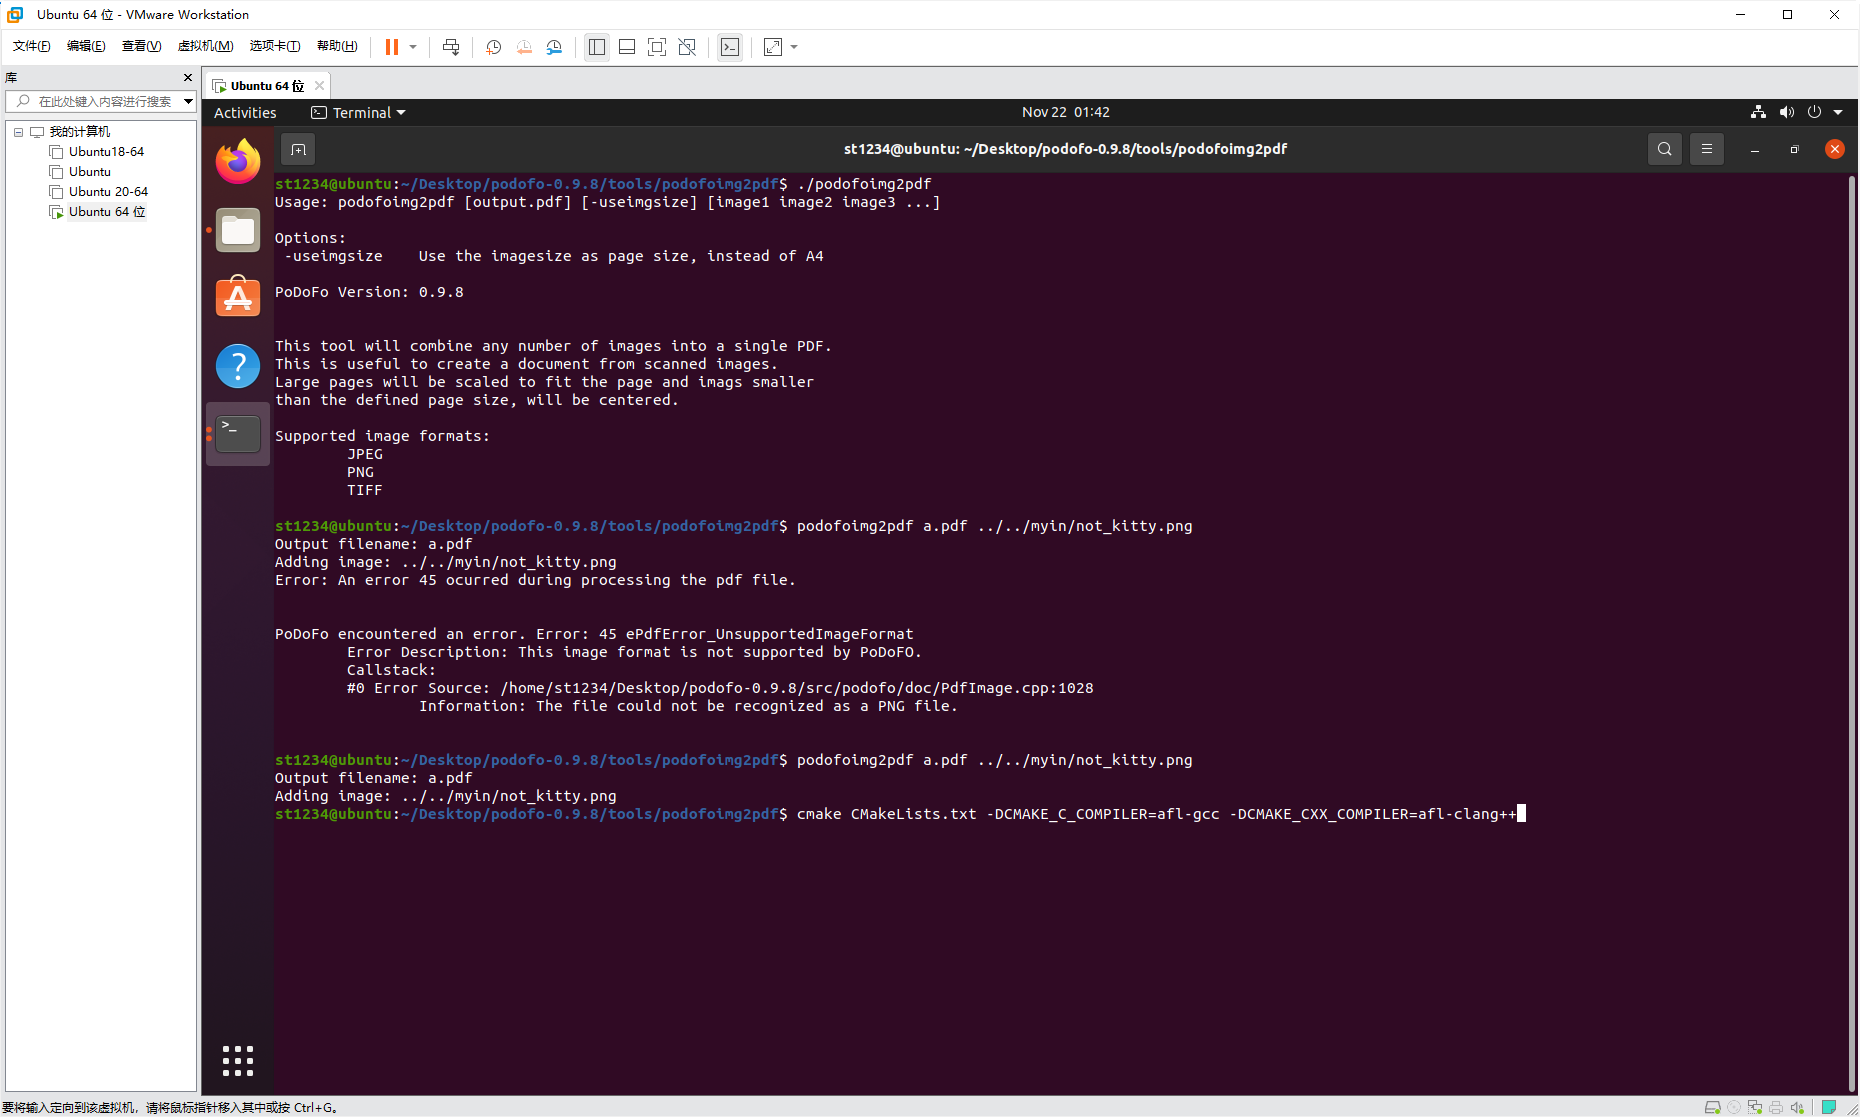 Ubuntu 64 位 - VMware Workstation
文件(F) 编辑(E) 查看(V) 虚拟机(M) 选项卡(T) 帮助(H)
库
在此处键入内容进行搜索
我的计算机
Ubuntu18-64
Ubuntu
Ubuntu 20-64
Ubuntu 64 位
Ubuntu 64 位
Activities Terminal Nov 22 01:42
st1234@ubuntu: ~/Desktop/podofo-0.9.8/tools/podofoimg2pdf
st1234@ubuntu:~/Desktop/podofo-0.9.8/tools/podofoimg2pdf$ ./podofoimg2pdf
Usage: podofoimg2pdf [output.pdf] [-useimgsize] [image1 image2 image3 ...]
Options:
-useimgsize Use the imagesize as page size, instead of A4
PoDoFo Version: 0.9.8
This tool will combine any number of images into a single PDF.
This is useful to create a document from scanned images.
Large pages will be scaled to fit the page and imags smaller
than the defined page size, will be centered.
Supported image formats:
JPEG
PNG
TIFF
st1234@ubuntu:~/Desktop/podofo-0.9.8/tools/podofoimg2pdf$ podofoimg2pdf a.pdf ../../myin/not_kitty.png
Output filename: a.pdf
Adding image: ../../myin/not_kitty.png
Error: An error 45 ocurred during processing the pdf file.
PoDoFo encountered an error. Error: 45 ePdfError_UnsupportedImageFormat
Error Description: This image format is not supported by PoDoFO.
Callstack:
#0 Error Source: /home/st1234/Desktop/podofo-0.9.8/src/podofo/doc/PdfImage.cpp:1028
Information: The file could not be recognized as a PNG file.
st1234@ubuntu:~/Desktop/podofo-0.9.8/tools/podofoimg2pdf$ podofoimg2pdf a.pdf ../../myin/not_kitty.png
Output filename: a.pdf
Adding image: ../../myin/not_kitty.png
st1234@ubuntu:~/Desktop/podofo-0.9.8/tools/podofoimg2pdf$ cmake CMakeLists.txt -DCMAKE_C_COMPILER=afl-gcc -DCMAKE_CXX_COMPILER=afl-clang++
要将输入定向到该虚拟机，请将鼠标指针移入其中或按 Ctrl+G。